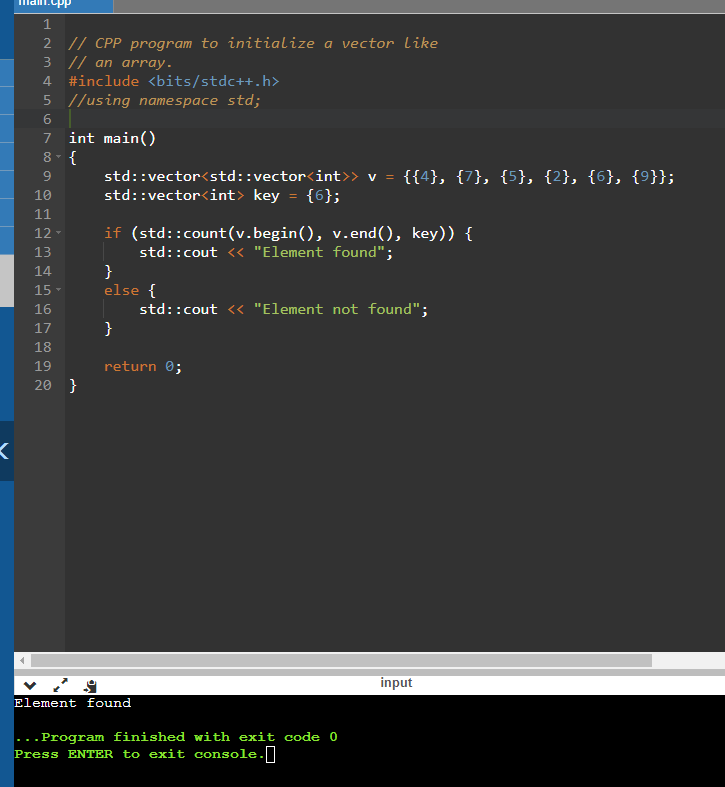 main.cpp
1
2 // CPP program to initialize a vector like
3 // an array.
4 #include <bits/stdc++.h>
5 //using namespace std;
6
7 int main()
8 {
9     std::vector<std::vector<int>> v = {{4}, {7}, {5}, {2}, {6}, {9}};
10     std::vector<int> key = {6};
11
12     if (std::count(v.begin(), v.end(), key)) {
13         std::cout << "Element found";
14     }
15     else {
16         std::cout << "Element not found";
17     }
18
19     return 0;
20 }
input
Element found
...Program finished with exit code 0
Press ENTER to exit console.